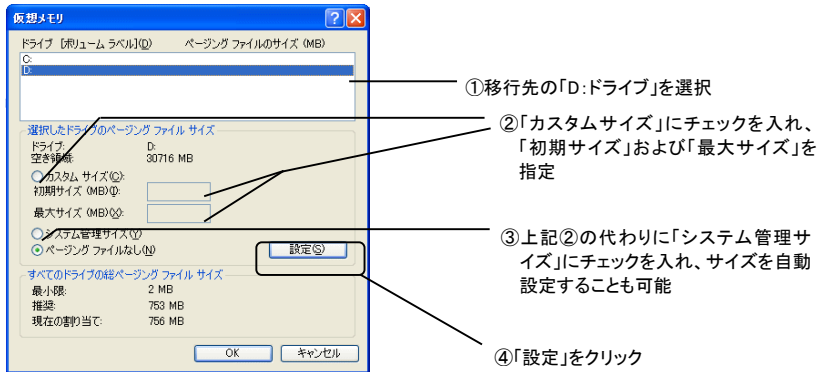 仮想メモリ
ドライブ [ボリューム ラベル](D) ページング ファイルのサイズ (MB)
C:
D:
選択したドライブのページング ファイル サイズ
ドライブ: D:
空き領域: 30716 MB
カスタム サイズ(C):
初期サイズ (MB)(I):
最大サイズ (MB)(X):
システム管理サイズ(Y)
ページング ファイルなし(N)
設定(S)
すべてのドライブの総ページング ファイル サイズ
最小限: 2 MB
推奨: 753 MB
現在の割り当て: 756 MB
OK キャンセル
①移行先の「D:ドライブ」を選択
②「カスタムサイズ」にチェックを入れ、
「初期サイズ」および「最大サイズ」を
指定
③上記②の代わりに「システム管理サ
イズ」にチェックを入れ、サイズを自動
設定することも可能
④「設定」をクリック